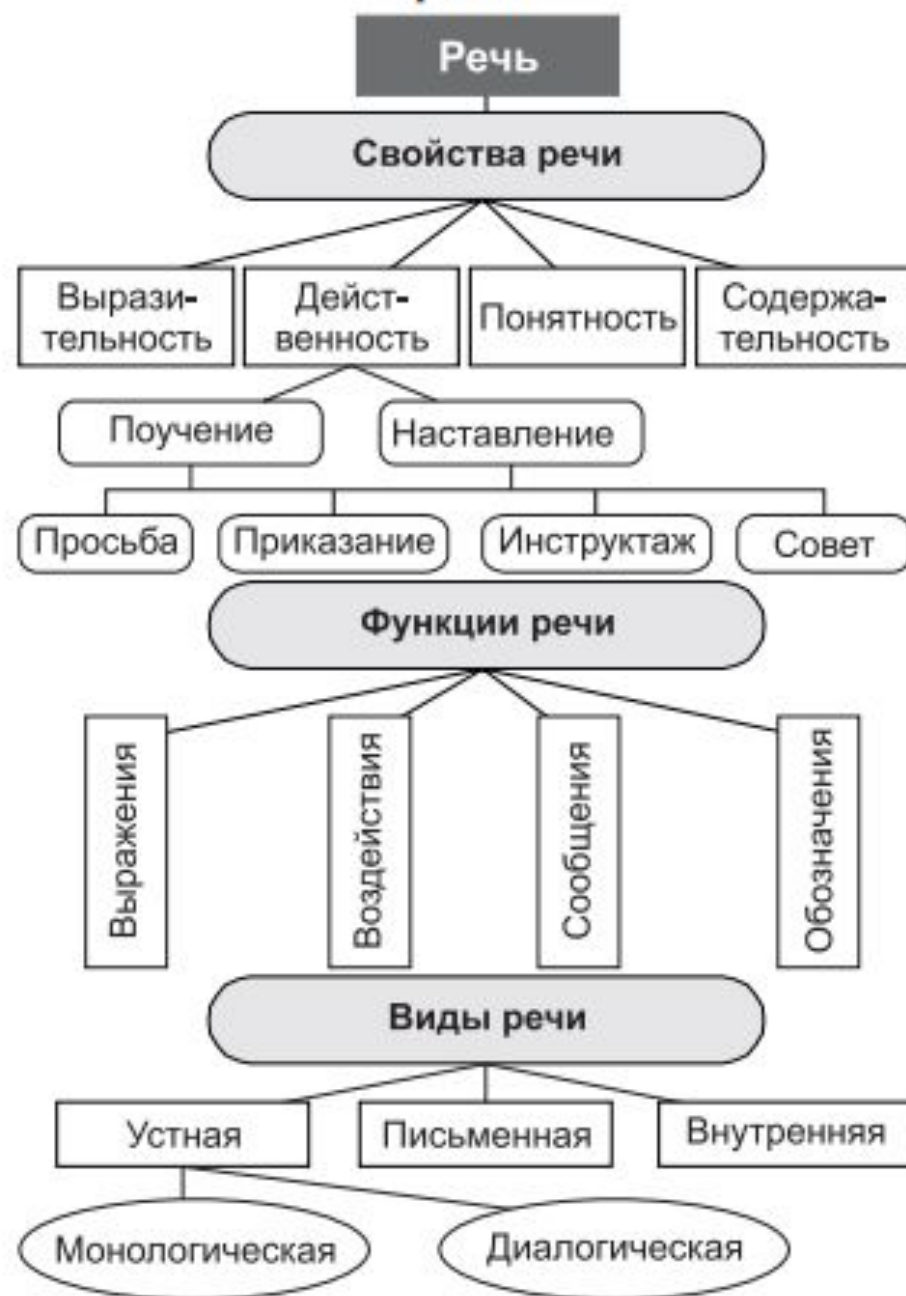 Речь
Свойства речи
Вырази-
тельность
Дейст-
венность
Понятность
Содержа-
тельность
Поучение
Наставление
Просьба
Приказание
Инструктаж
Совет
Функции речи
Выражения
Воздействия
Сообщения
Обозначения
Виды речи
Устная
Письменная
Внутренняя
Монологическая
Диалогическая